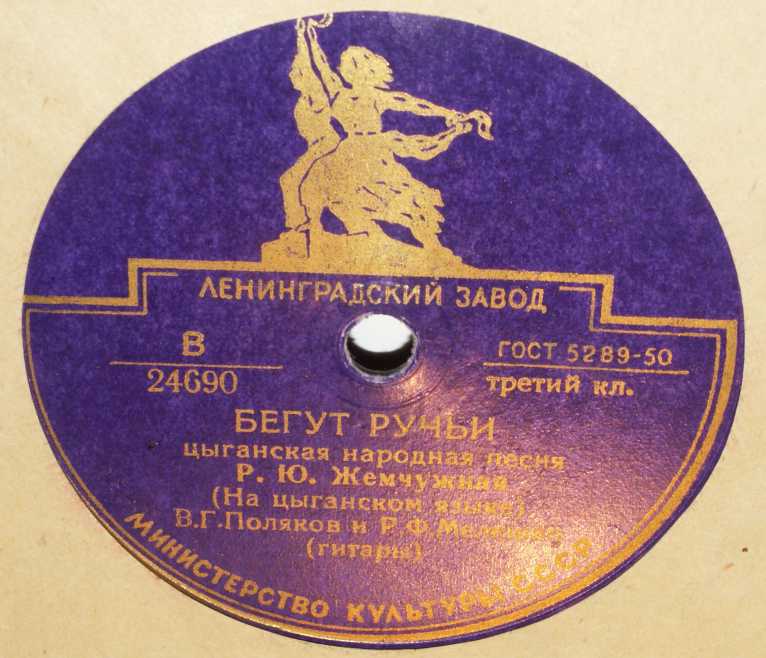 ЛЕНИНГРАДСКИЙ ЗАВОД
В
24690
ГОСТ 5289-50
третий кл.
БЕГУТ РУЧЬИ
цыганская народная песня
Р. Ю. Жемчужная
(На цыганском языке)
В.Г.Поляков и Р.Ф.Мелешко
(гитары)
МИНИСТЕРСТВО КУЛЬТУРЫ СССР